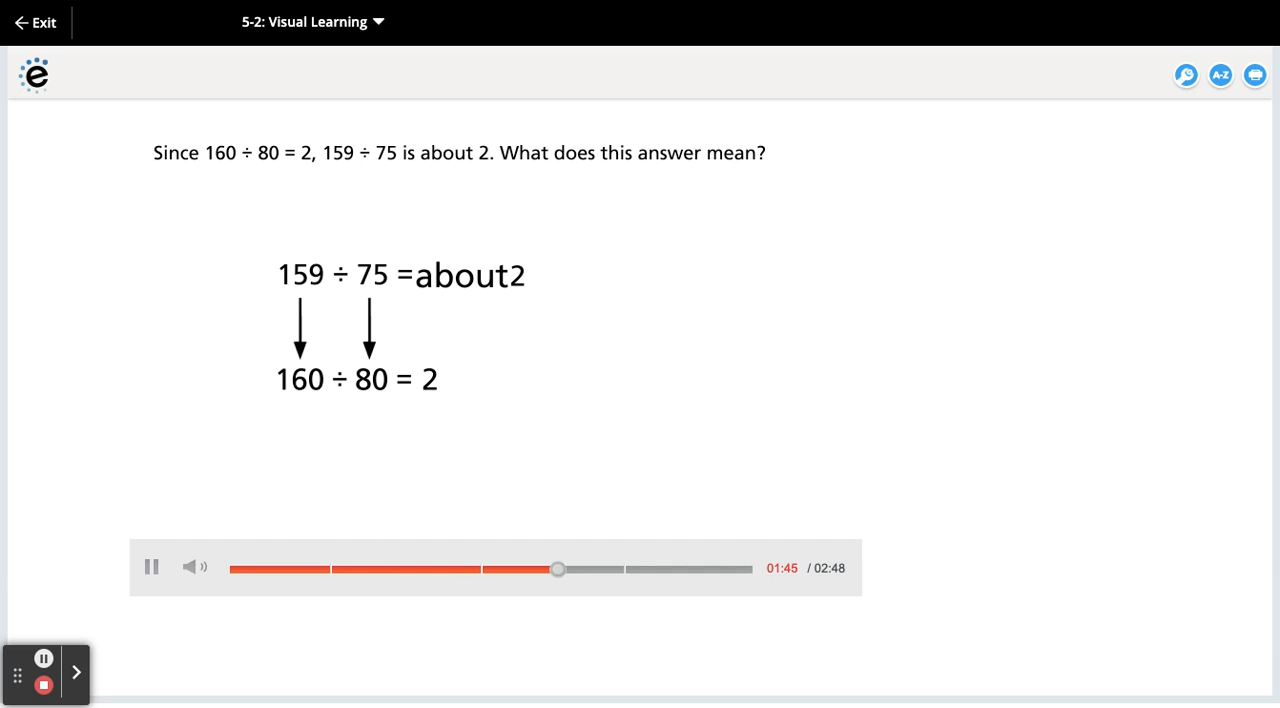 Exit
5-2: Visual Learning
e
A-Z
Since 160 ÷ 80 = 2, 159 ÷ 75 is about 2. What does this answer mean?
159 ÷ 75 =about2
160 ÷ 80 = 2
01:45 / 02:48